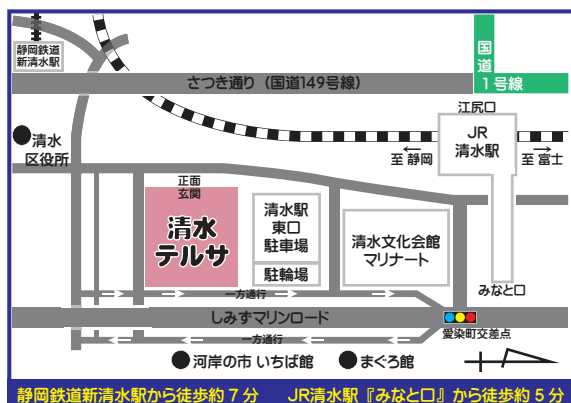 静岡鉄道
新清水駅
国道
1号線
さつき通り（国道149号線）
江尻口
JR
清水駅
至 静岡
至 富士
清水
区役所
正面
玄関
清水
テルサ
清水駅
東口
駐車場
駐輪場
清水文化会館
マリナート
みなと口
一方通行
しみずマリンロード
愛染町交差点
一方通行
河岸の市 いちば館
まぐろ館
静岡鉄道新清水駅から徒歩約7分 JR清水駅『みなと口』から徒歩約5分